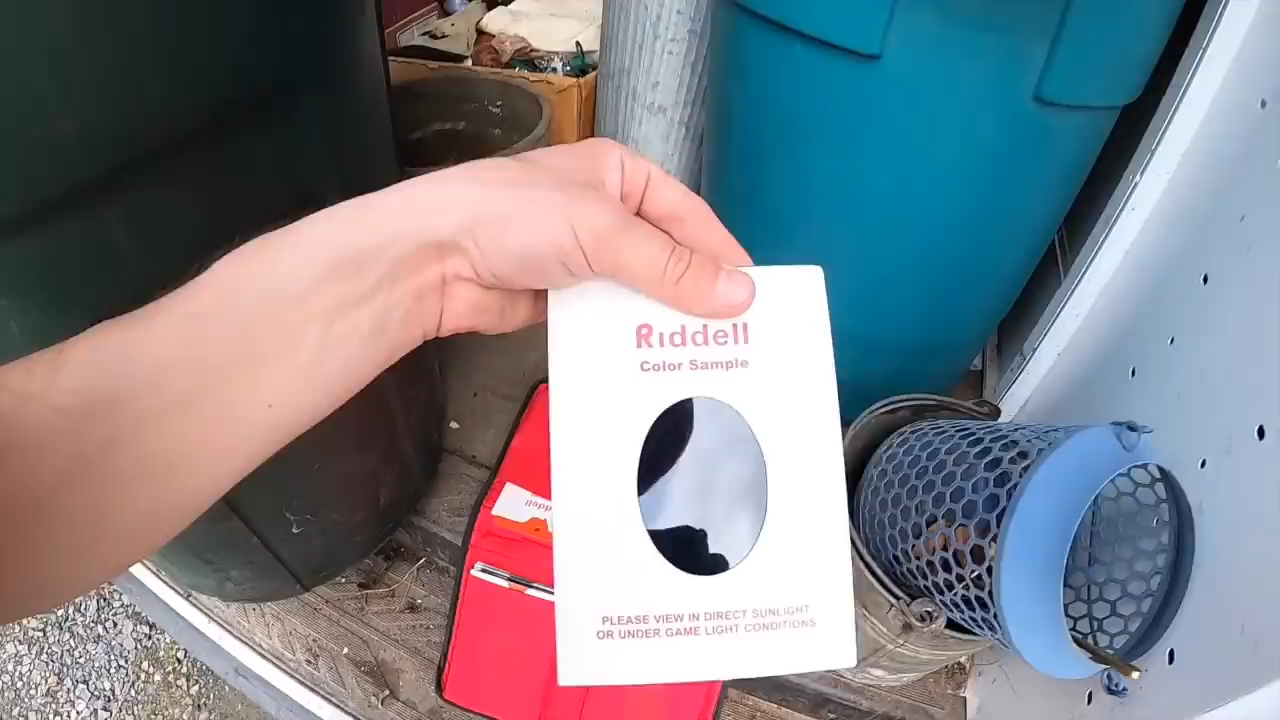 Riddell
Color Sample
PLEASE VIEW IN DIRECT SUNLIGHT
OR UNDER GAME LIGHT CONDITIONS